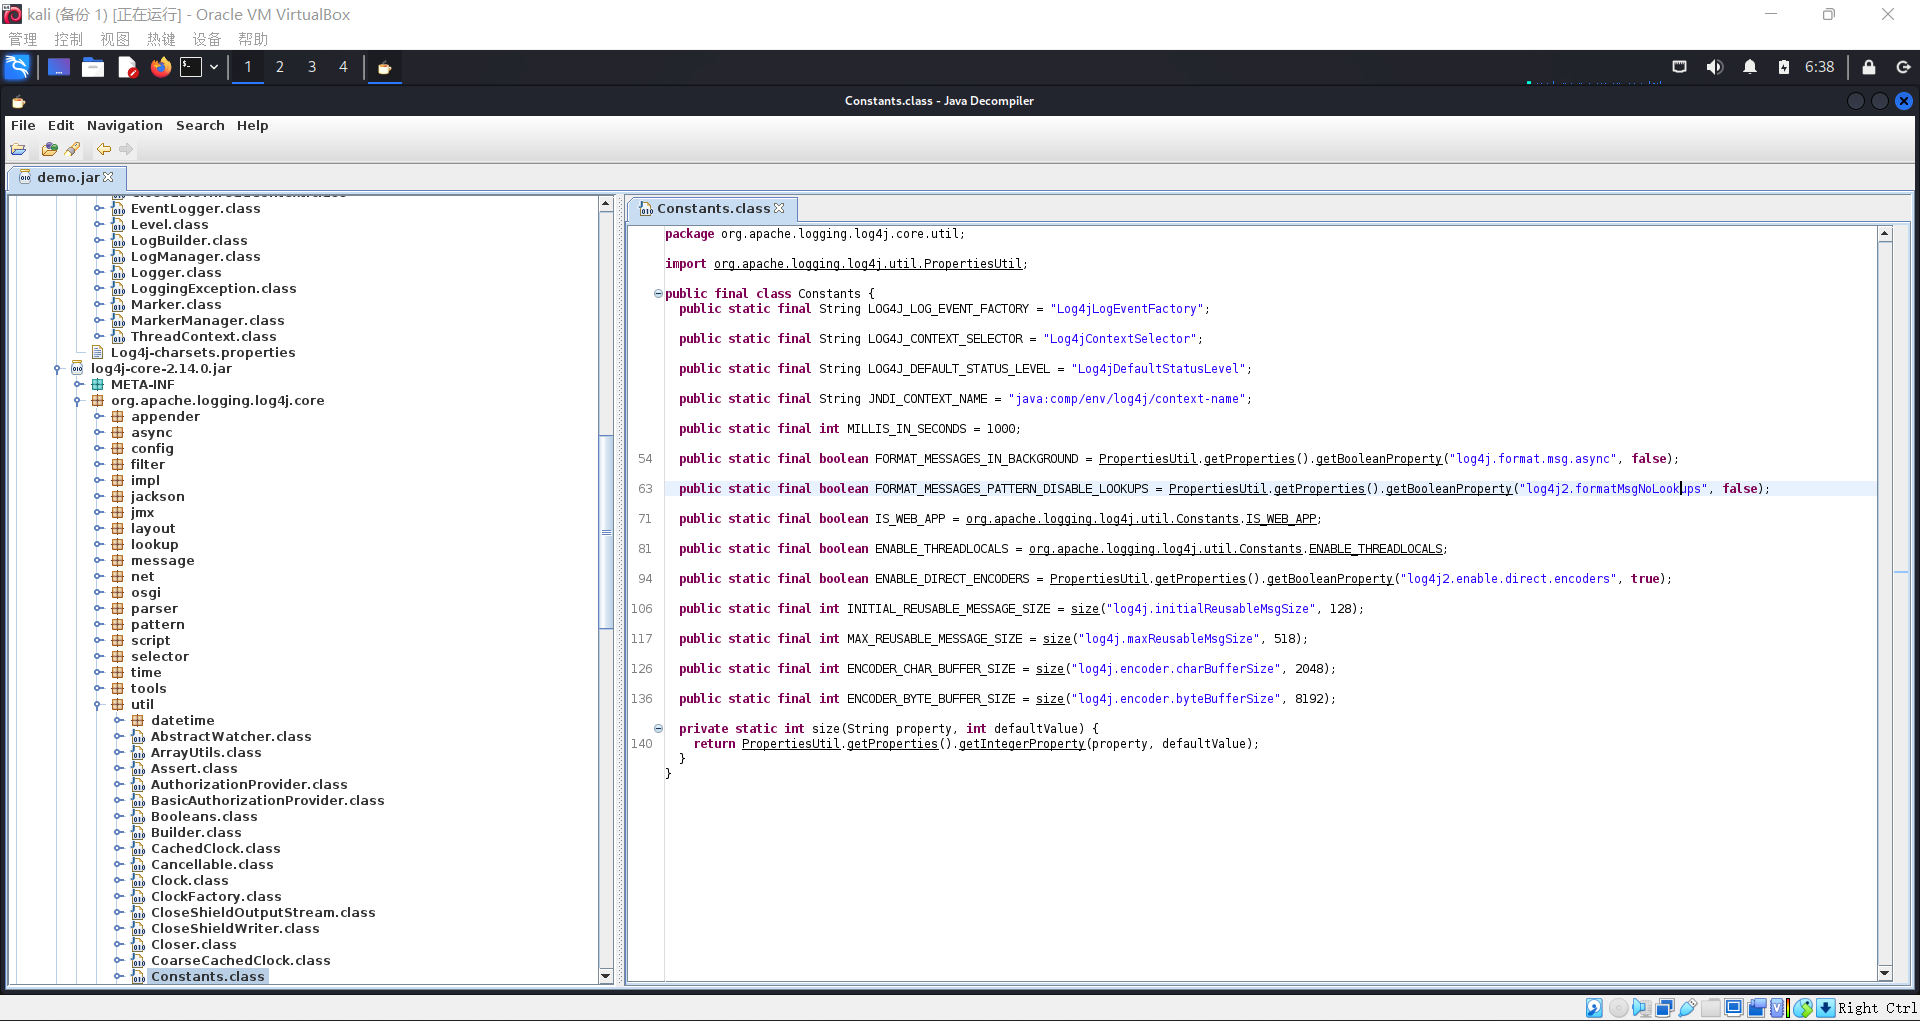 kali (备份 1) [正在运行] - Oracle VM VirtualBox
管理 控制 视图 热键 设备 帮助
1 2 3 4 6:38
Constants.class - Java Decompiler
File Edit Navigation Search Help
demo.jar
EventLogger.class
Level.class
LogBuilder.class
LogManager.class
Logger.class
LoggingException.class
Marker.class
MarkerManager.class
ThreadContext.class
Log4j-charsets.properties
log4j-core-2.14.0.jar
META-INF
org.apache.logging.log4j.core
appender
async
config
filter
impl
jackson
jmx
layout
lookup
message
net
osgi
parser
pattern
script
selector
time
tools
util
datetime
AbstractWatcher.class
ArrayUtils.class
Assert.class
AuthorizationProvider.class
BasicAuthorizationProvider.class
Booleans.class
Builder.class
CachedClock.class
Cancellable.class
Clock.class
ClockFactory.class
CloseShieldOutputStream.class
CloseShieldWriter.class
Closer.class
CoarseCachedClock.class
Constants.class
Constants.class
package org.apache.logging.log4j.core.util;
import org.apache.logging.log4j.util.PropertiesUtil;
public final class Constants {
public static final String LOG4J_LOG_EVENT_FACTORY = "Log4jLogEventFactory";
public static final String LOG4J_CONTEXT_SELECTOR = "Log4jContextSelector";
public static final String LOG4J_DEFAULT_STATUS_LEVEL = "Log4jDefaultStatusLevel";
public static final String JNDI_CONTEXT_NAME = "java:comp/env/log4j/context-name";
public static final int MILLIS_IN_SECONDS = 1000;
54 public static final boolean FORMAT_MESSAGES_IN_BACKGROUND = PropertiesUtil.getProperties().getBooleanProperty("log4j.format.msg.async", false);
63 public static final boolean FORMAT_MESSAGES_PATTERN_DISABLE_LOOKUPS = PropertiesUtil.getProperties().getBooleanProperty("log4j2.formatMsgNoLookups", false);
71 public static final boolean IS_WEB_APP = org.apache.logging.log4j.util.Constants.IS_WEB_APP;
81 public static final boolean ENABLE_THREADLOCALS = org.apache.logging.log4j.util.Constants.ENABLE_THREADLOCALS;
94 public static final boolean ENABLE_DIRECT_ENCODERS = PropertiesUtil.getProperties().getBooleanProperty("log4j2.enable.direct.encoders", true);
106 public static final int INITIAL_REUSABLE_MESSAGE_SIZE = size("log4j.initialReusableMsgSize", 128);
117 public static final int MAX_REUSABLE_MESSAGE_SIZE = size("log4j.maxReusableMsgSize", 518);
126 public static final int ENCODER_CHAR_BUFFER_SIZE = size("log4j.encoder.charBufferSize", 2048);
136 public static final int ENCODER_BYTE_BUFFER_SIZE = size("log4j.encoder.byteBufferSize", 8192);
private static int size(String property, int defaultValue) {
140 return PropertiesUtil.getProperties().getIntegerProperty(property, defaultValue);
}
}
Right Ctrl